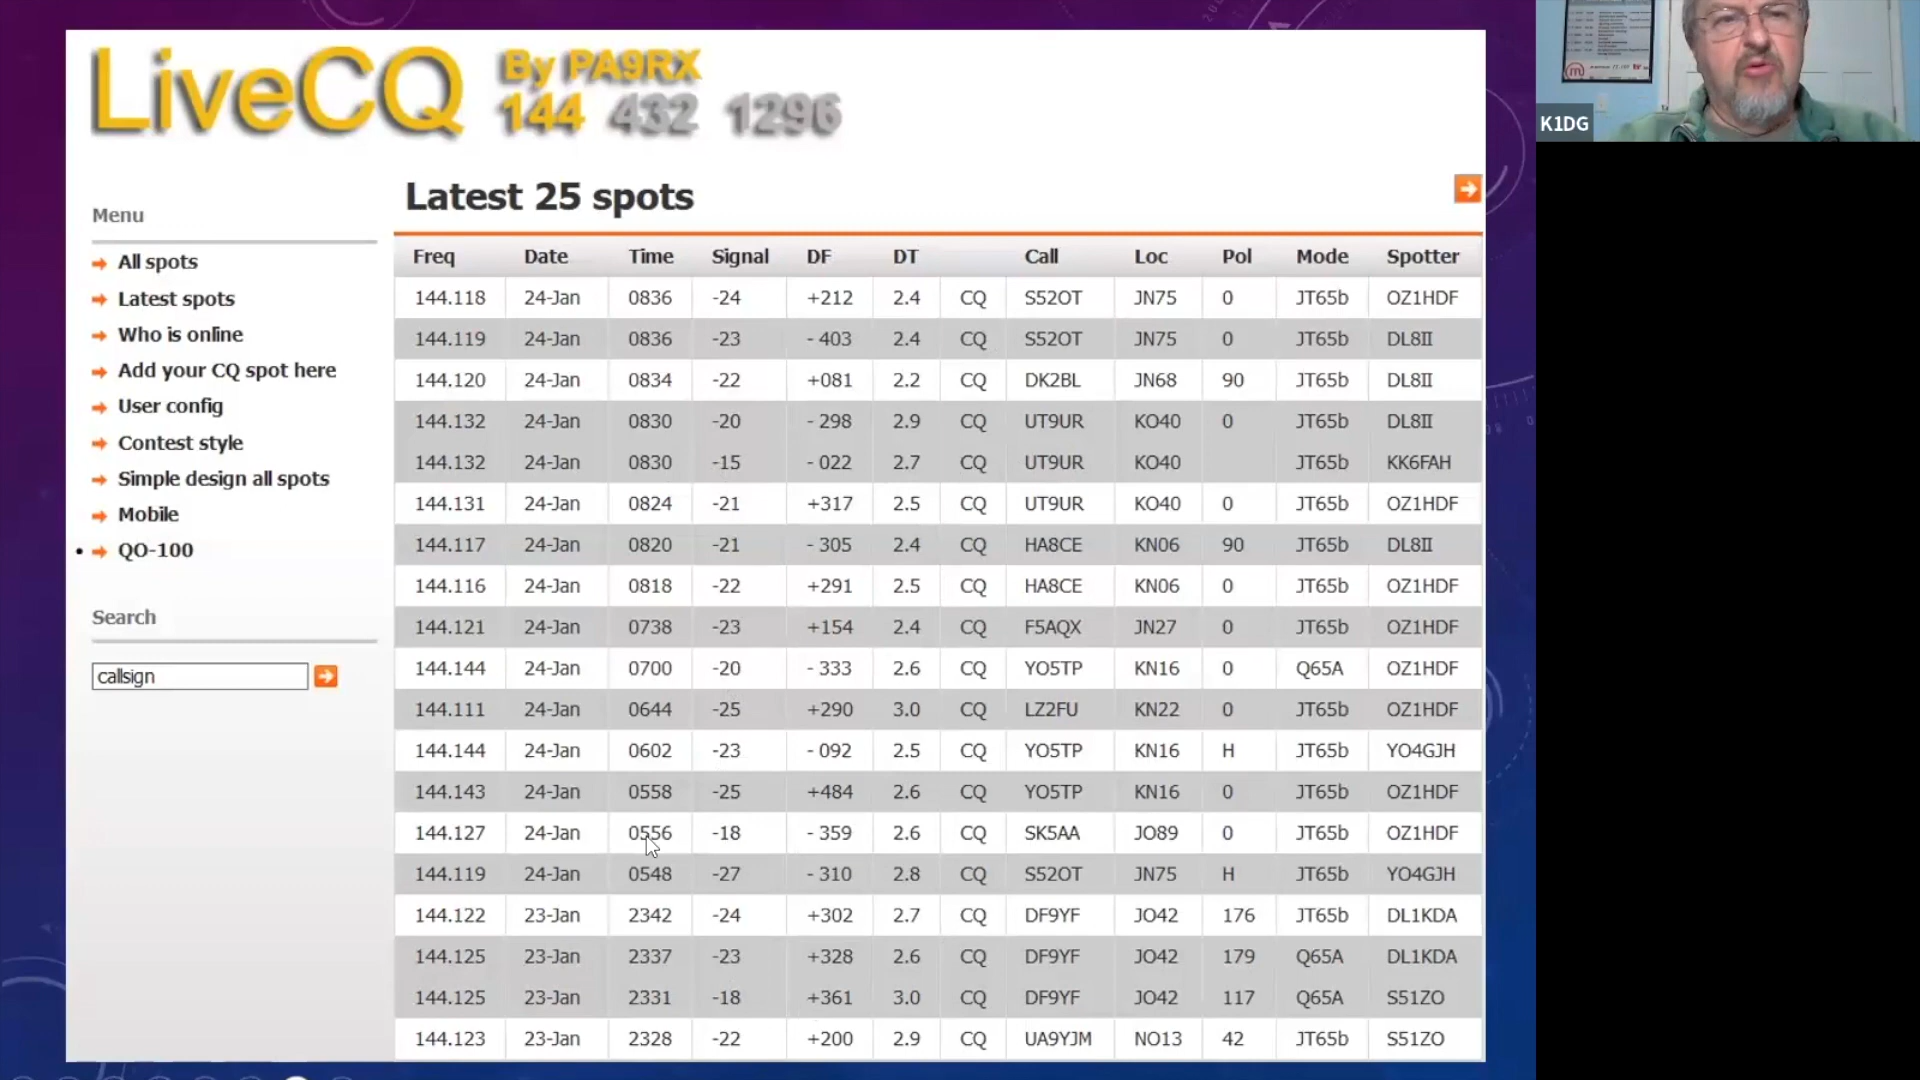 LiveCQ By PA9RX
144 432 1296
Menu
All spots
Latest spots
Who is online
Add your CQ spot here
User config
Contest style
Simple design all spots
Mobile
QO-100
Search
callsign
Latest 25 spots
Freq Date Time Signal DF DT Call Loc Pol Mode Spotter
144.118 24-Jan 0836 -24 +212 2.4 CQ S52OT JN75 0 JT65b OZ1HDF
144.119 24-Jan 0836 -23 - 403 2.4 CQ S52OT JN75 0 JT65b DL8II
144.120 24-Jan 0834 -22 +081 2.2 CQ DK2BL JN68 90 JT65b DL8II
144.132 24-Jan 0830 -20 - 298 2.9 CQ UT9UR KO40 0 JT65b DL8II
144.132 24-Jan 0830 -15 - 022 2.7 CQ UT9UR KO40 JT65b KK6FAH
144.131 24-Jan 0824 -21 +317 2.5 CQ UT9UR KO40 0 JT65b OZ1HDF
144.117 24-Jan 0820 -21 - 305 2.4 CQ HA8CE KN06 90 JT65b DL8II
144.116 24-Jan 0818 -22 +291 2.5 CQ HA8CE KN06 0 JT65b OZ1HDF
144.121 24-Jan 0738 -23 +154 2.4 CQ F5AQX JN27 0 JT65b OZ1HDF
144.144 24-Jan 0700 -20 - 333 2.6 CQ YO5TP KN16 0 Q65A OZ1HDF
144.111 24-Jan 0644 -25 +290 3.0 CQ LZ2FU KN22 0 JT65b OZ1HDF
144.144 24-Jan 0602 -23 - 092 2.5 CQ YO5TP KN16 H JT65b YO4GJH
144.143 24-Jan 0558 -25 +484 2.6 CQ YO5TP KN16 0 JT65b OZ1HDF
144.127 24-Jan 0556 -18 - 359 2.6 CQ SK5AA JO89 0 JT65b OZ1HDF
144.119 24-Jan 0548 -27 - 310 2.8 CQ S52OT JN75 H JT65b YO4GJH
144.122 23-Jan 2342 -24 +302 2.7 CQ DF9YF JO42 176 JT65b DL1KDA
144.125 23-Jan 2337 -23 +328 2.6 CQ DF9YF JO42 179 Q65A DL1KDA
144.125 23-Jan 2331 -18 +361 3.0 CQ DF9YF JO42 117 Q65A S51ZO
144.123 23-Jan 2328 -22 +200 2.9 CQ UA9YJM NO13 42 JT65b S51ZO
K1DG